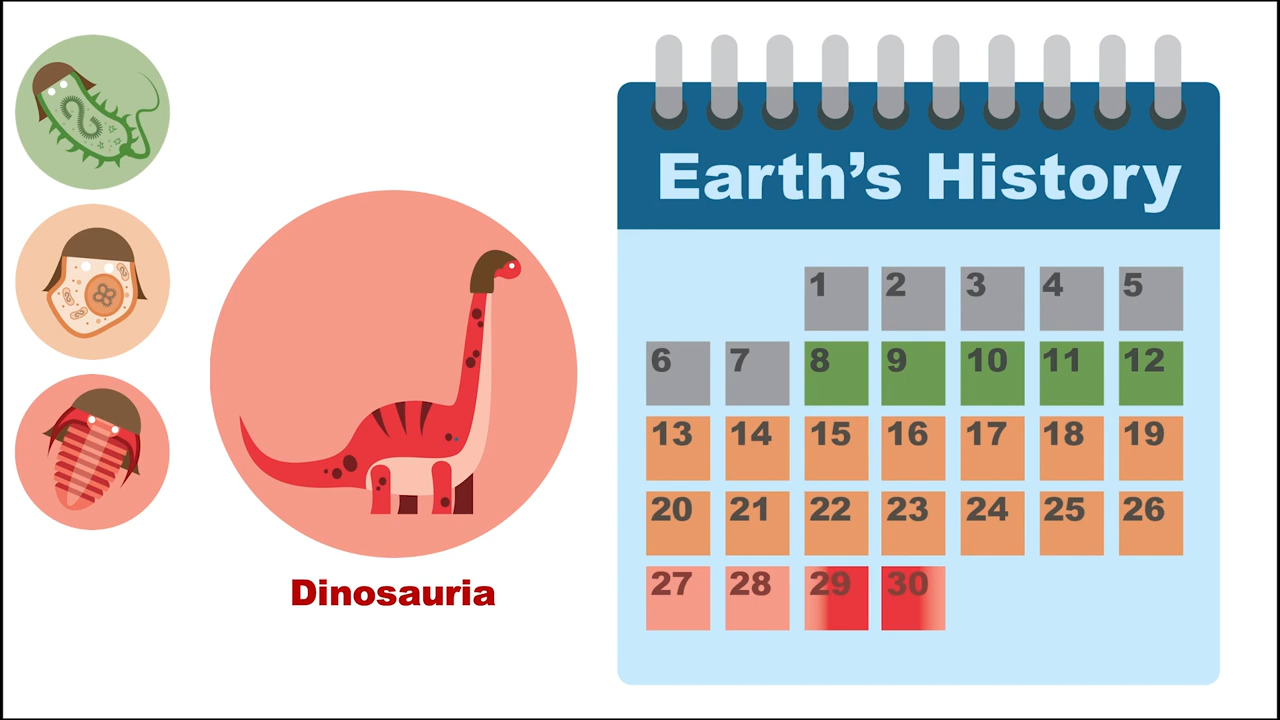 Earth’s History
1 2 3 4 5
6 7 8 9 10 11 12
13 14 15 16 17 18 19
20 21 22 23 24 25 26
27 28 29 30
Dinosauria